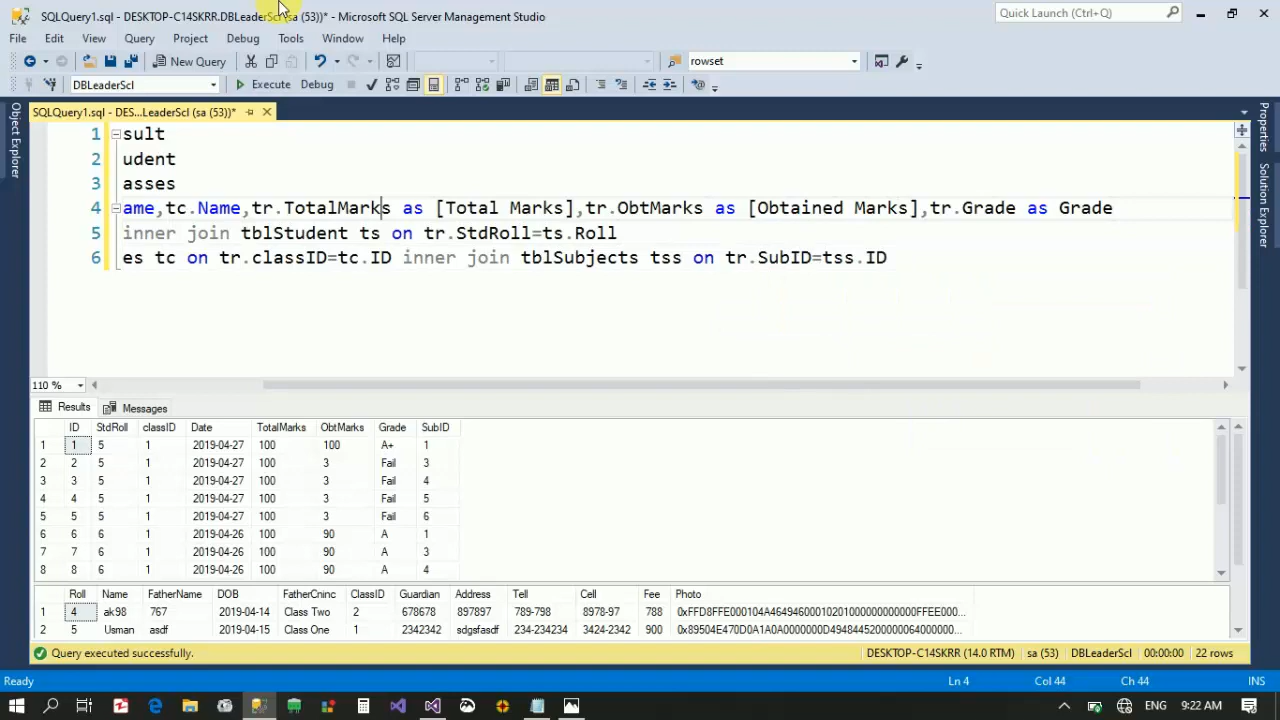 SQLQuery1.sql - DESKTOP-C14SKRR.DBLeaderScl (sa (53))* - Microsoft SQL Server Management Studio
Quick Launch (Ctrl+Q)
File Edit View Query Project Debug Tools Window Help
New Query
rowset
DBLeaderScl
Execute Debug
SQLQuery1.sql - DES...LeaderScl (sa (53))*
Object Explorer
Properties
Solution Explorer
1 sult
2 udent
3 asses
4 ame,tc.Name,tr.TotalMarks as [Total Marks],tr.ObtMarks as [Obtained Marks],tr.Grade as Grade
5 inner join tblStudent ts on tr.StdRoll=ts.Roll
6 es tc on tr.classID=tc.ID inner join tblSubjects tss on tr.SubID=tss.ID
110 %
Results Messages
ID StdRoll classID Date TotalMarks ObtMarks Grade SubID
1 1 5 1 2019-04-27 100 100 A+ 1
2 2 5 1 2019-04-27 100 3 Fail 3
3 3 5 1 2019-04-27 100 3 Fail 4
4 4 5 1 2019-04-27 100 3 Fail 5
5 5 5 1 2019-04-27 100 3 Fail 6
6 6 6 1 2019-04-26 100 90 A 1
7 7 6 1 2019-04-26 100 90 A 3
8 8 6 1 2019-04-26 100 90 A 4
Roll Name FatherName DOB FatherCninc ClassID Guardian Address Tell Cell Fee Photo
1 4 ak98 767 2019-04-14 Class Two 2 678678 897897 789-798 8978-97 788 0xFFD8FFE000104A46494600010201000000000000FFEE000...
2 5 Usman asdf 2019-04-15 Class One 1 2342342 sdgsfasdf 234-234234 3424-2342 900 0x89504E470D0A1A0A0000000D4948445200000064000000...
Query executed successfully.
DESKTOP-C14SKRR (14.0 RTM) sa (53) DBLeaderScl 00:00:00 22 rows
Ready
Ln 4 Col 44 Ch 44 INS
ENG 9:22 AM